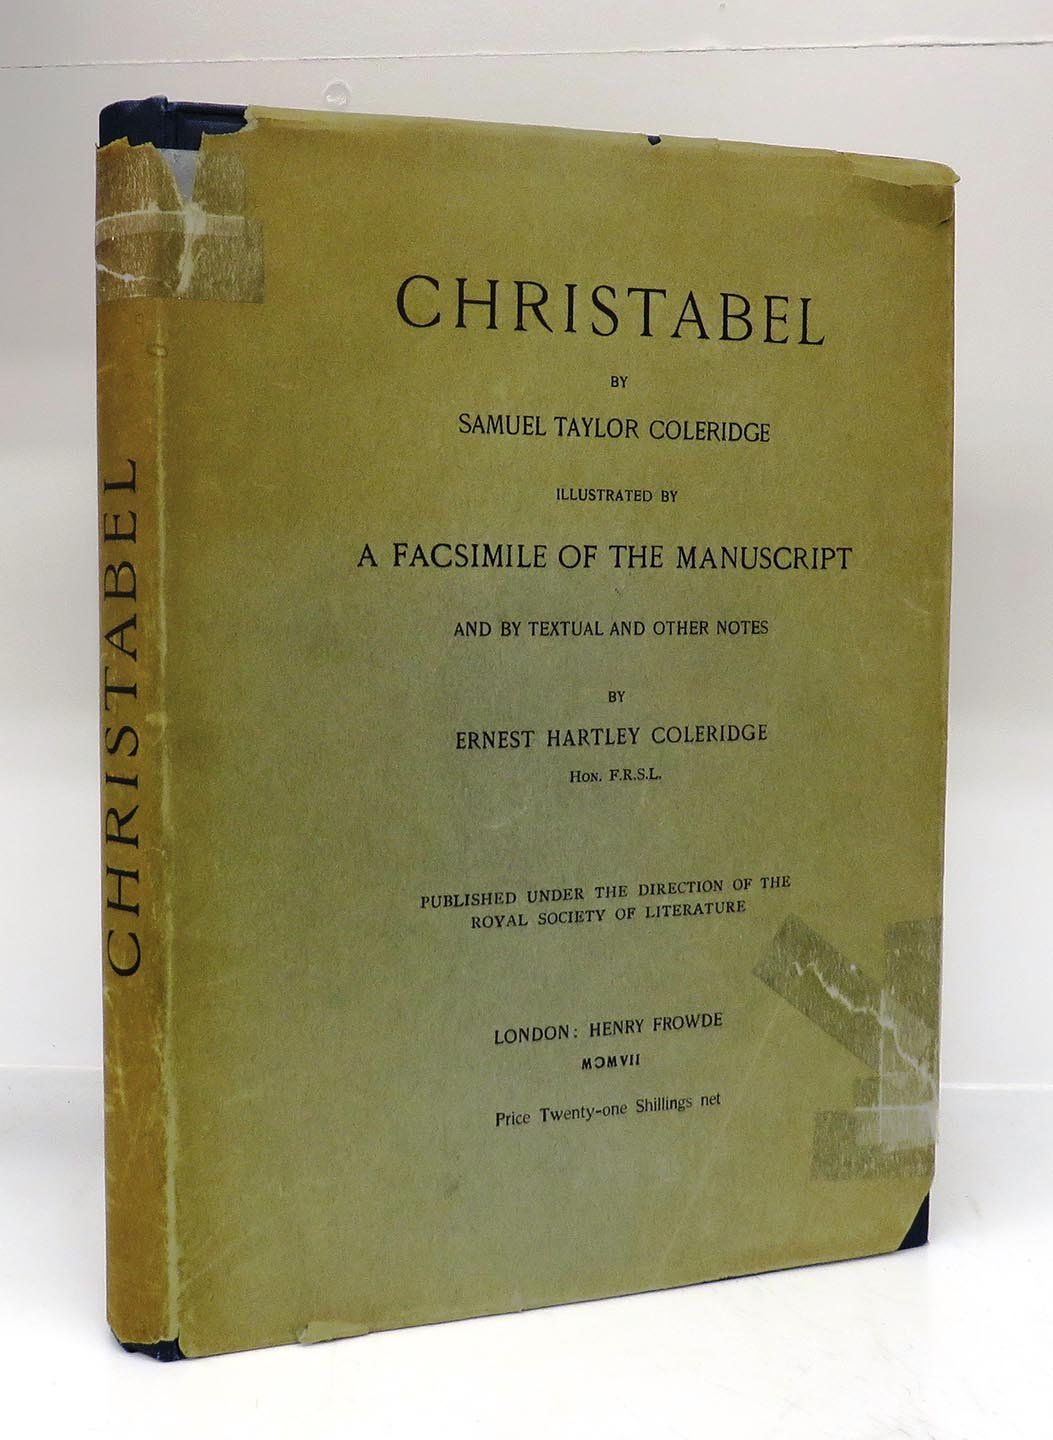 CHRISTABEL
CHRISTABEL
BY
SAMUEL TAYLOR COLERIDGE
ILLUSTRATED BY
A FACSIMILE OF THE MANUSCRIPT
AND BY TEXTUAL AND OTHER NOTES
BY
ERNEST HARTLEY COLERIDGE
HON. F.R.S.L.
PUBLISHED UNDER THE DIRECTION OF THE
ROYAL SOCIETY OF LITERATURE
LONDON: HENRY FROWDE
MƆMVII
Price Twenty-one Shillings net